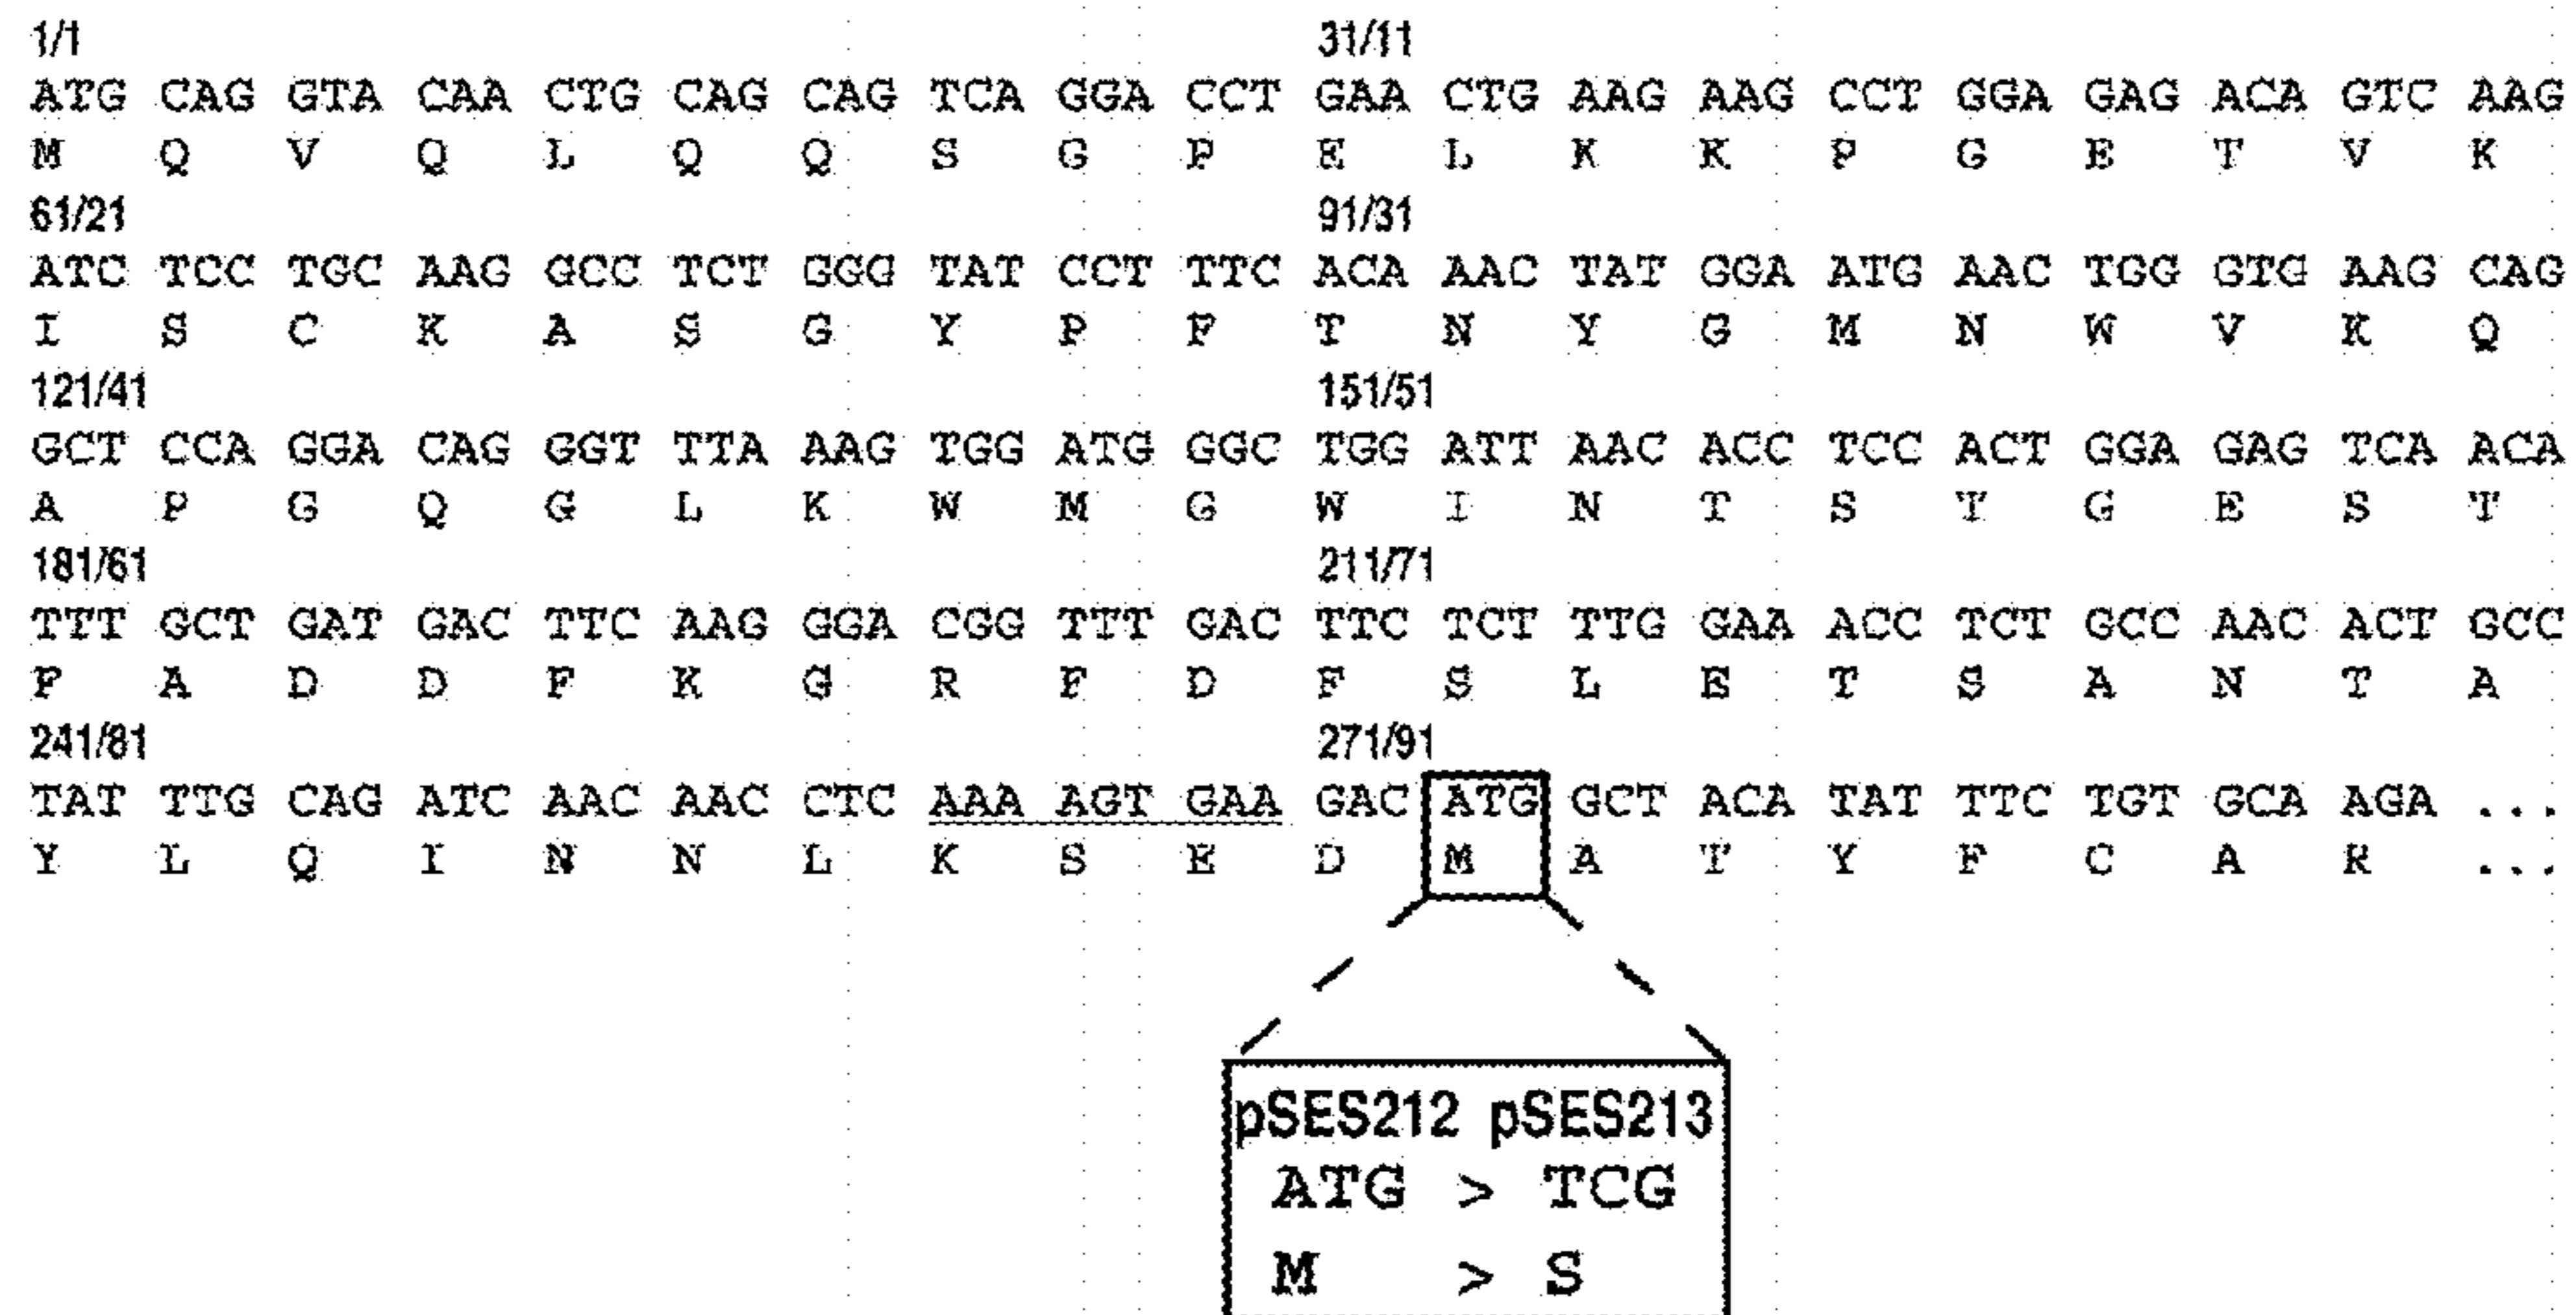 1/1 31/11
ATG CAG GTA CAA CTG CAG CAG TCA GGA CCT GAA CTG AAG AAG CCT GGA GAG ACA GTC AAG
M Q V Q L Q Q S G P E L K K P G E T V K
61/21 91/31
ATC TCC TGC AAG GCC TCT GGG TAT CCT TTC ACA AAC TAT GGA ATG AAC TGG GTG AAG CAG
I S C K A S G Y P F T N Y G M N W V K Q
121/41 151/51
GCT CCA GGA CAG GGT TTA AAG TGG ATG GGC TGG ATT AAC ACC TCC ACT GGA GAG TCA ACA
A P G Q G L K W M G W I N T S T G E S T
181/61 211/71
TTT GCT GAT GAC TTC AAG GGA CGG TTT GAC TTC TCT TTG GAA ACC TCT GCC AAC ACT GCC
F A D D F K G R F D F S L E T S A N T A
241/81 271/91
TAT TTG CAG ATC AAC AAC CTC AAA AGT GAA GAC ATG GCT ACA TAT TTC TGT GCA AGA ...
Y L Q I N N L K S E D M A T Y F C A R ...
pSES212 pSES213
ATG > TCG
M > S